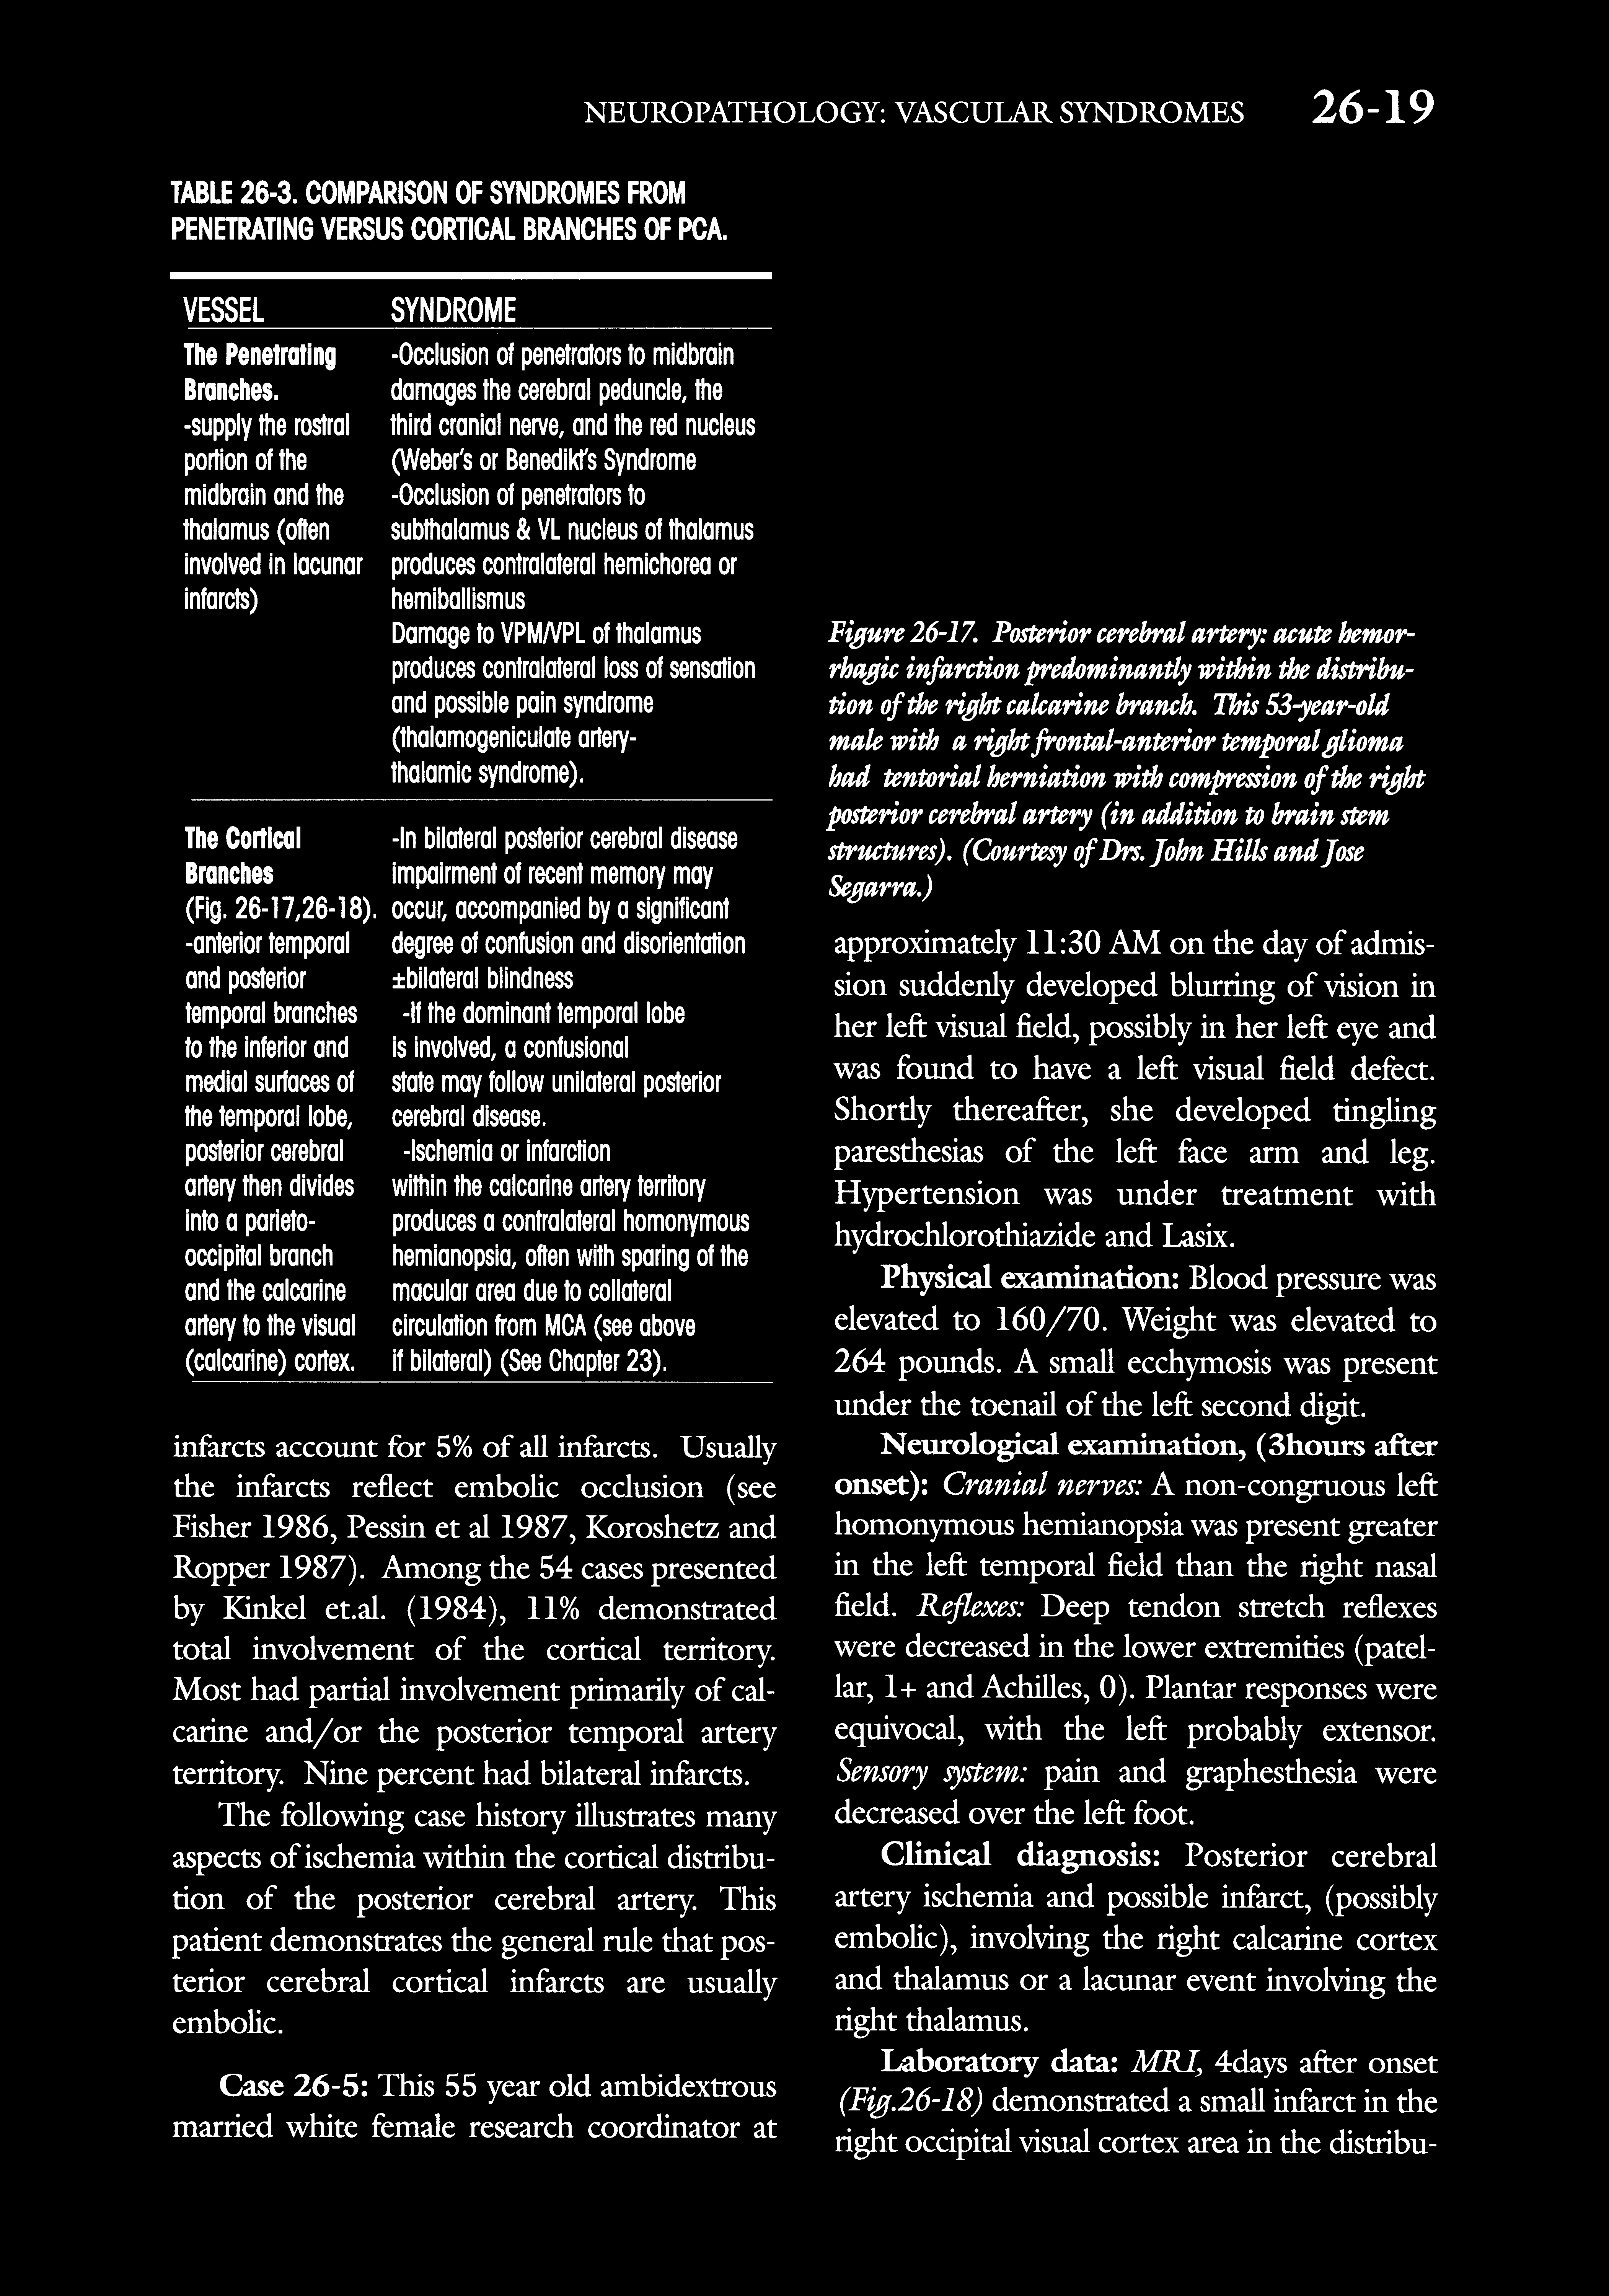 NEUROPATHOLOGY: VASCULAR SYNDROMES 26-19
TABLE 26-3. COMPARISON OF SYNDROMES FROM
PENETRATING VERSUS CORTICAL BRANCHES OF PCA.
VESSEL SYNDROME
The Penetrating -Occlusion of penetrators to midbrain
Branches. damages the cerebral peduncle, the
-supply the rostral third cranial nerve, and the red nucleus
portion of the (Weber's or Benedikt's Syndrome
midbrain and the -Occlusion of penetrators to
thalamus (often subthalamus & VL nucleus of thalamus
involved in lacunar produces contralateral hemichorea or
infarcts) hemiballismus
Damage to VPM/VPL of thalamus
produces contralateral loss of sensation
and possible pain syndrome
(thalamogeniculate artery-
thalamic syndrome).
The Cortical -In bilateral posterior cerebral disease
Branches impairment of recent memory may
(Fig. 26-17,26-18). occur, accompanied by a significant
-anterior temporal degree of confusion and disorientation
and posterior ±bilateral blindness
temporal branches -If the dominant temporal lobe
to the inferior and is involved, a confusional
medial surfaces of state may follow unilateral posterior
the temporal lobe, cerebral disease.
posterior cerebral -Ischemia or infarction
artery then divides within the calcarine artery territory
into a parieto- produces a contralateral homonymous
occipital branch hemianopsia, often with sparing of the
and the calcarine macular area due to collateral
artery to the visual circulation from MCA (see above
(calcarine) cortex. if bilateral) (See Chapter 23).
infarcts account for 5% of all infarcts. Usually
the infarcts reflect embolic occlusion (see
Fisher 1986, Pessin et al 1987, Koroshetz and
Ropper 1987). Among the 54 cases presented
by Kinkel et.al. (1984), 11% demonstrated
total involvement of the cortical territory.
Most had partial involvement primarily of cal-
carine and/or the posterior temporal artery
territory. Nine percent had bilateral infarcts.
The following case history illustrates many
aspects of ischemia within the cortical distribu-
tion of the posterior cerebral artery. This
patient demonstrates the general rule that pos-
terior cerebral cortical infarcts are usually
embolic.
Case 26-5: This 55 year old ambidextrous
married white female research coordinator at
Figure 26-17. Posterior cerebral artery: acute hemor-
rhagic infarction predominantly within the distribu-
tion of the right calcarine branch. This 53-year-old
male with a right frontal-anterior temporal glioma
had tentorial herniation with compression of the right
posterior cerebral artery (in addition to brain stem
structures). (Courtesy of Drs. John Hills and Jose
Segarra.)
approximately 11:30 AM on the day of admis-
sion suddenly developed blurring of vision in
her left visual field, possibly in her left eye and
was found to have a left visual field defect.
Shortly thereafter, she developed tingling
paresthesias of the left face arm and leg.
Hypertension was under treatment with
hydrochlorothiazide and Lasix.
Physical examination: Blood pressure was
elevated to 160/70. Weight was elevated to
264 pounds. A small ecchymosis was present
under the toenail of the left second digit.
Neurological examination, (3hours after
onset): Cranial nerves: A non-congruous left
homonymous hemianopsia was present greater
in the left temporal field than the right nasal
field. Reflexes: Deep tendon stretch reflexes
were decreased in the lower extremities (patel-
lar, 1+ and Achilles, 0). Plantar responses were
equivocal, with the left probably extensor.
Sensory system: pain and graphesthesia were
decreased over the left foot.
Clinical diagnosis: Posterior cerebral
artery ischemia and possible infarct, (possibly
embolic), involving the right calcarine cortex
and thalamus or a lacunar event involving the
right thalamus.
Laboratory data: MRI, 4days after onset
(Fig.26-18) demonstrated a small infarct in the
right occipital visual cortex area in the distribu-